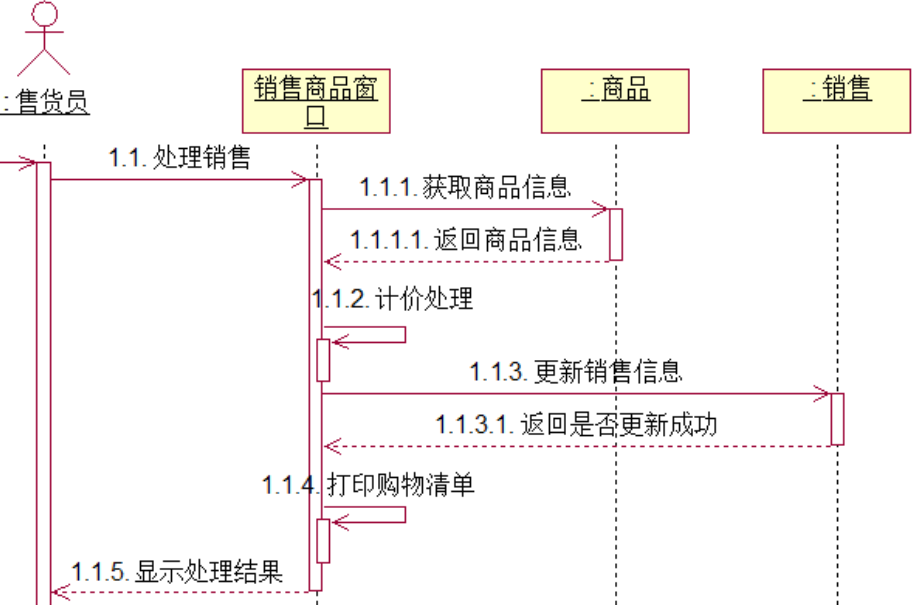 : 售货员
销售商品窗
口
: 商品
: 销售
1.1. 处理销售
1.1.1. 获取商品信息
1.1.1.1. 返回商品信息
1.1.2. 计价处理
1.1.3. 更新销售信息
1.1.3.1. 返回是否更新成功
1.1.4. 打印购物清单
1.1.5. 显示处理结果